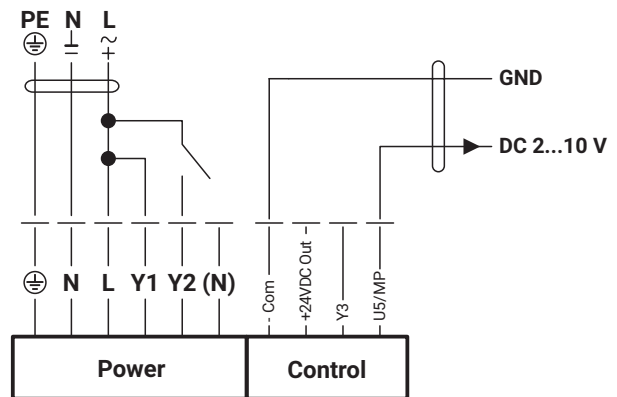 PE N L
GND
DC 2...10 V
N L Y1 Y2 (N)
- Com
+24VDC Out
Y3
U5/MP
Power
Control